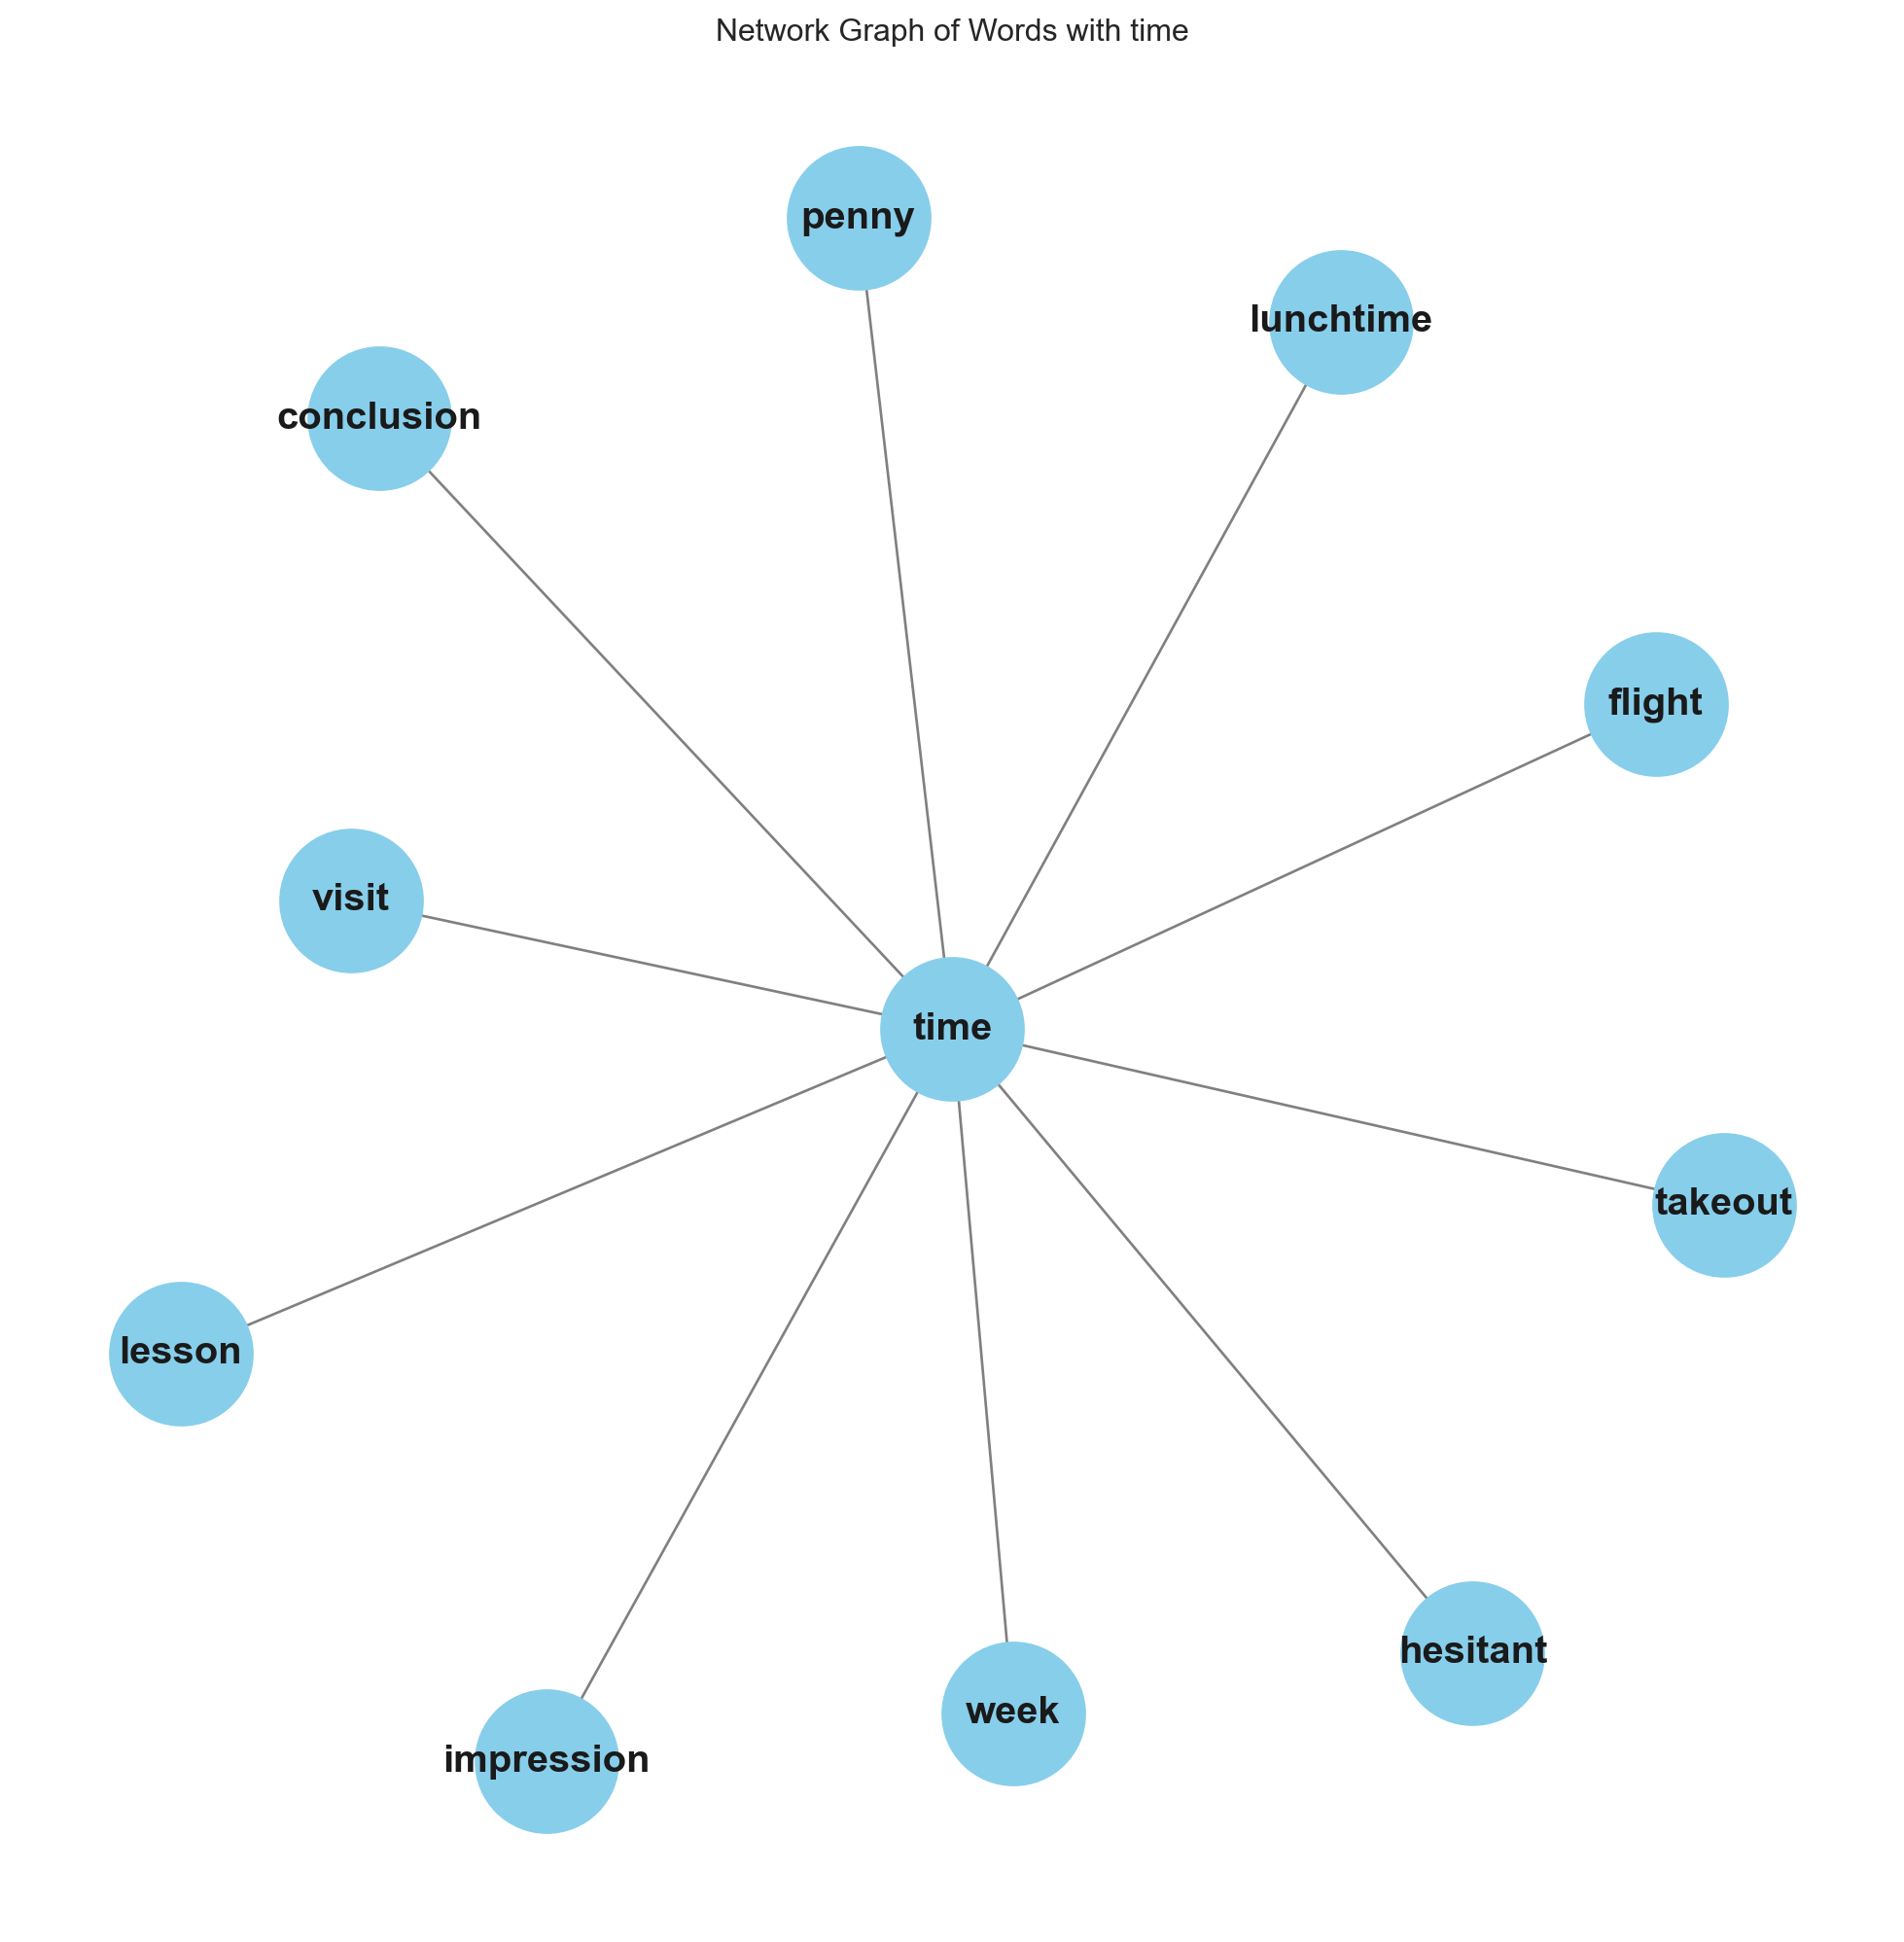 Network Graph of Words with time
penny
lunchtime
conclusion
flight
visit
time
takeout
lesson
hesitant
week
impression